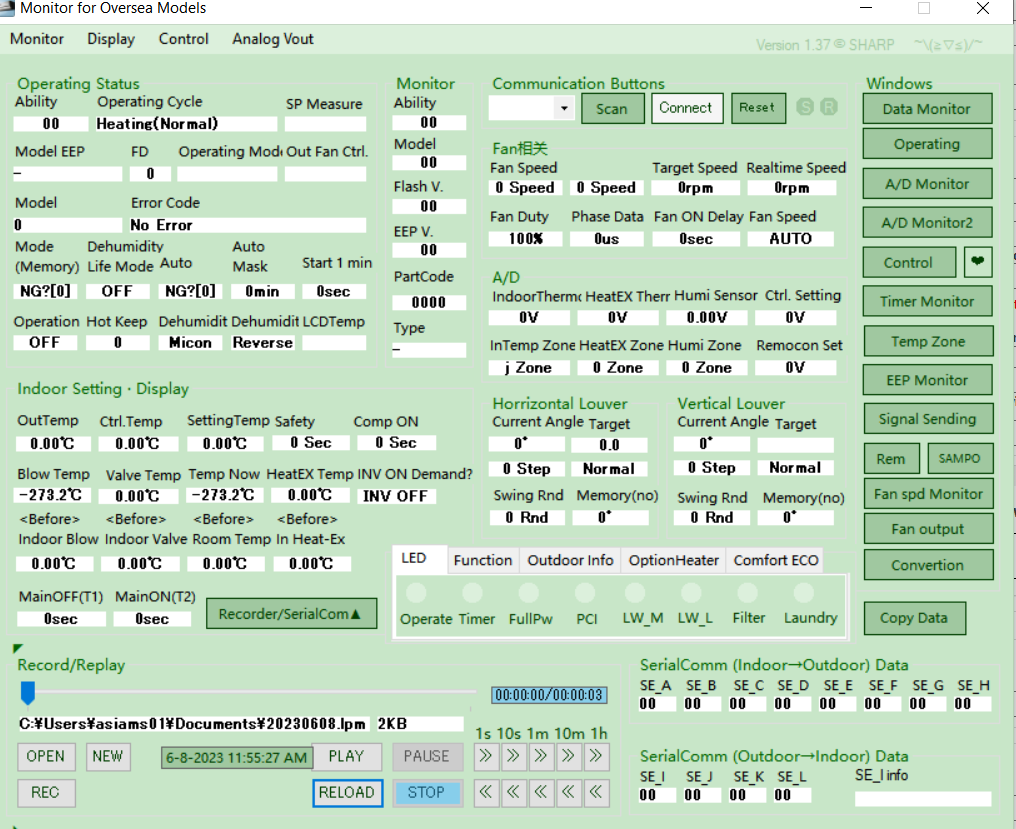 Monitor for Oversea Models
Monitor Display Control Analog Vout
Version 1.37 © SHARP ~\(≧▽≦)/~
Operating Status
Ability Operating Cycle SP Measure
00 Heating(Normal)
Model EEP FD Operating Mode Out Fan Ctrl.
– 0
Model Error Code
0 No Error
Mode (Memory) Dehumidity Life Mode Auto Auto Mask Start 1 min
NG?[0] OFF NG?[0] 0min 0sec
Operation Hot Keep Dehumidit Dehumidit LCDTemp
OFF 0 Micon Reverse
Monitor
Ability
00
Model
00
Flash V.
00
EEP V.
00
PartCode
0000
Type
–
Communication Buttons
Scan Connect Reset S R
Fan相关
Fan Speed Target Speed Realtime Speed
0 Speed 0 Speed 0rpm 0rpm
Fan Duty Phase Data Fan ON Delay Fan Speed
100% 0us 0sec AUTO
A/D
IndoorThermo HeatEX Therr Humi Sensor Ctrl. Setting
0V 0V 0.00V 0V
InTemp Zone HeatEX Zone Humi Zone Remocon Set
j Zone 0 Zone 0 Zone 0V
Horrizontal Louver
Current Angle Target
0° 0.0
0 Step Normal
Swing Rnd Memory(no)
0 Rnd 0°
Vertical Louver
Current Angle Target
0°
0 Step Normal
Swing Rnd Memory(no)
0 Rnd 0°
Windows
Data Monitor
Operating
A/D Monitor
A/D Monitor2
Control ❤
Timer Monitor
Temp Zone
EEP Monitor
Signal Sending
Rem SAMPO
Fan spd Monitor
Fan output
Convertion
Copy Data
Indoor Setting · Display
OutTemp Ctrl.Temp SettingTemp Safety Comp ON
0.00℃ 0.00℃ 0.00℃ 0 Sec 0 Sec
Blow Temp Valve Temp Temp Now HeatEX Temp INV ON Demand?
-273.2℃ 0.00℃ -273.2℃ 0.00℃ INV OFF
<Before> <Before> <Before> <Before>
Indoor Blow Indoor Valve Room Temp In Heat-Ex
0.00℃ 0.00℃ 0.00℃ 0.00℃
MainOFF(T1) MainON(T2)
0sec 0sec
Recorder/SerialCom▲
LED Function Outdoor Info OptionHeater Comfort ECO
Operate Timer FullPw PCI LW_M LW_L Filter Laundry
Record/Replay
00:00:00/00:00:03
C:¥Users¥asiams01¥Documents¥20230608.lpm 2KB
1s 10s 1m 10m 1h
OPEN NEW 6-8-2023 11:55:27 AM PLAY PAUSE >> >> >> >> >>
REC RELOAD STOP << << << << <<
SerialComm (Indoor→Outdoor) Data
SE_A SE_B SE_C SE_D SE_E SE_F SE_G SE_H
00 00 00 00 00 00 00 00
SerialComm (Outdoor→Indoor) Data
SE_I SE_J SE_K SE_L SE_I info
00 00 00 00